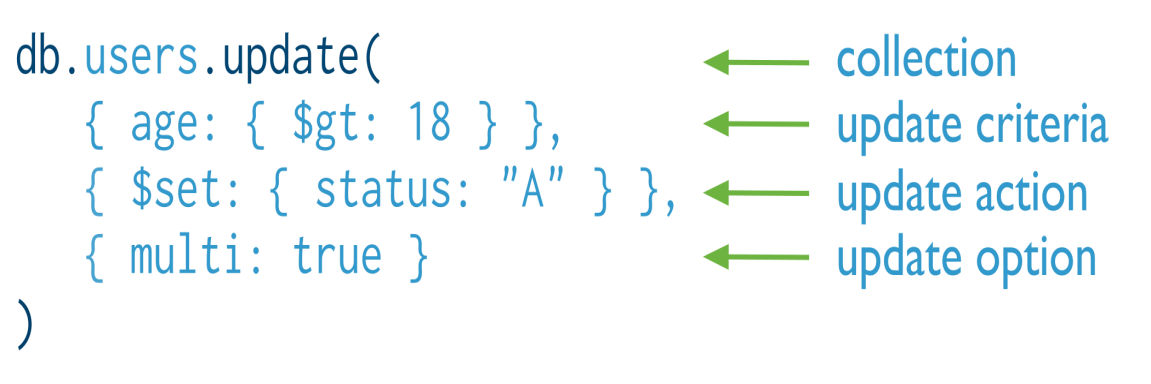 db.users.update( collection
{ age: { $gt: 18 } }, update criteria
{ $set: { status: "A" } }, update action
{ multi: true } update option
)